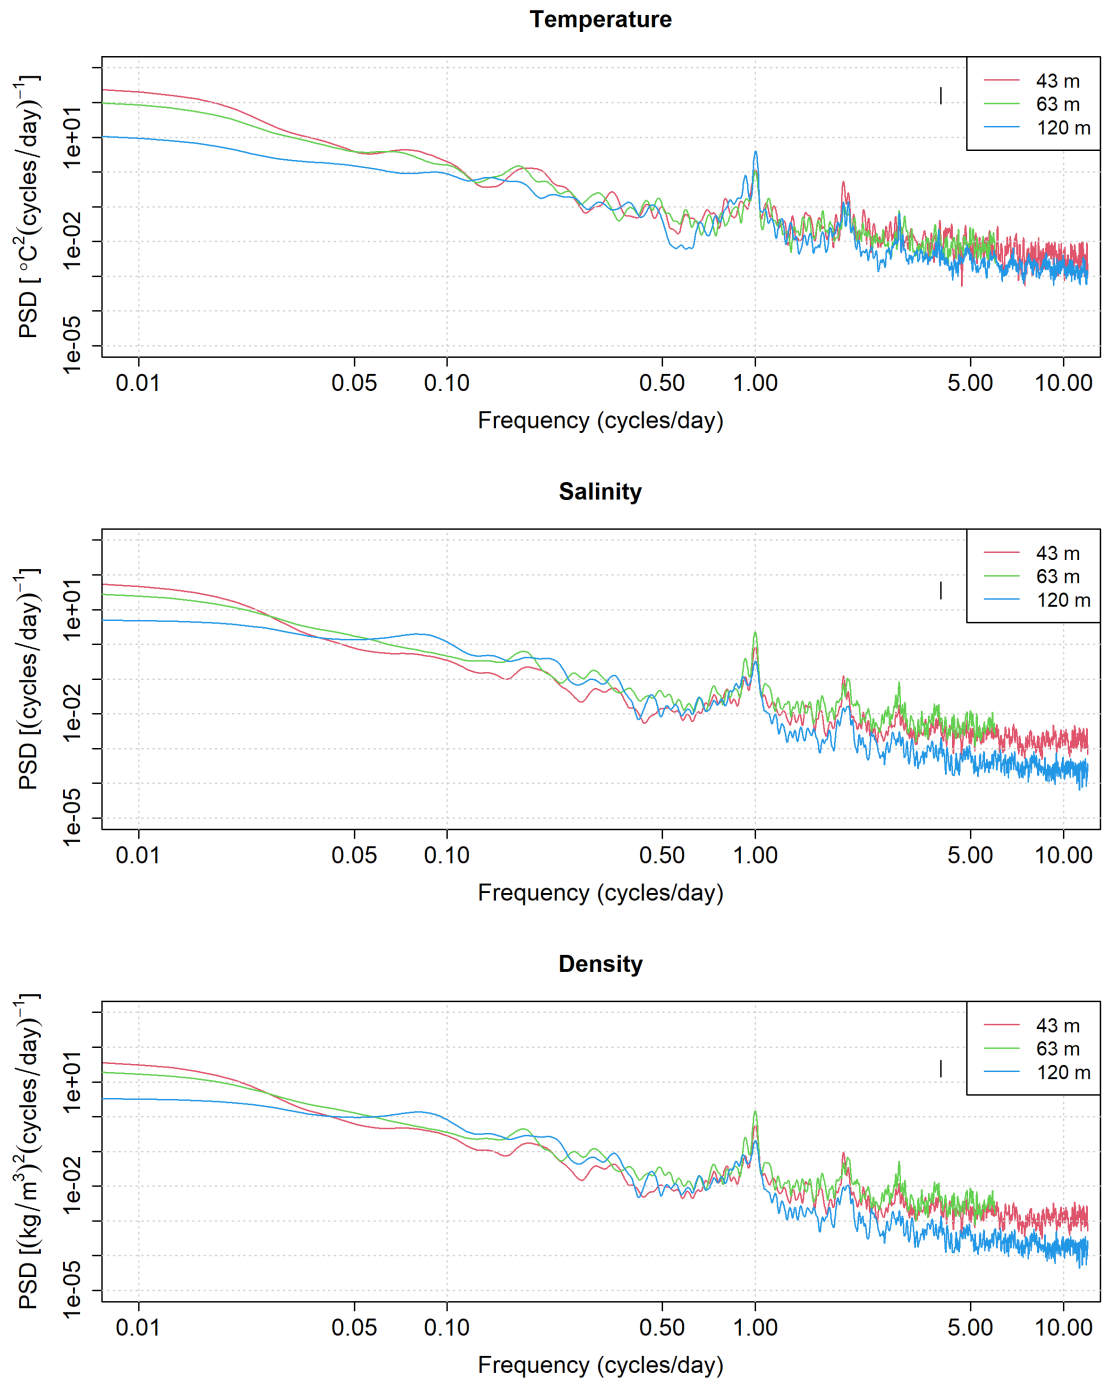 Temperature
PSD [ °C²(cycles/day)⁻¹]
1e+01
1e-02
1e-05
43 m
63 m
120 m
0.01 0.05 0.10 0.50 1.00 5.00 10.00
Frequency (cycles/day)
Salinity
PSD [(cycles/day)⁻¹]
1e+01
1e-02
1e-05
43 m
63 m
120 m
0.01 0.05 0.10 0.50 1.00 5.00 10.00
Frequency (cycles/day)
Density
PSD [(kg/m³)²(cycles/day)⁻¹]
1e+01
1e-02
1e-05
43 m
63 m
120 m
0.01 0.05 0.10 0.50 1.00 5.00 10.00
Frequency (cycles/day)